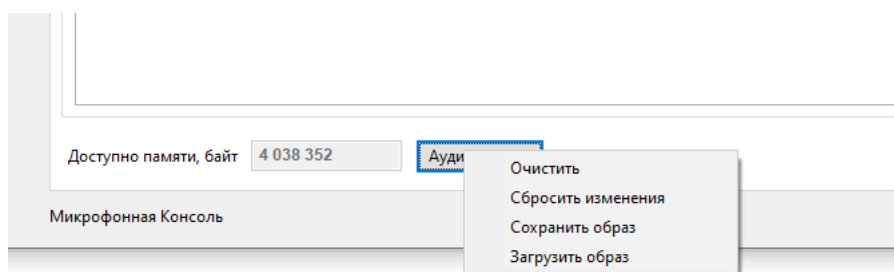 Доступно памяти, байт 4 038 352
Очистить
Сбросить изменения
Микрофонная Консоль
Сохранить образ
Загрузить образ